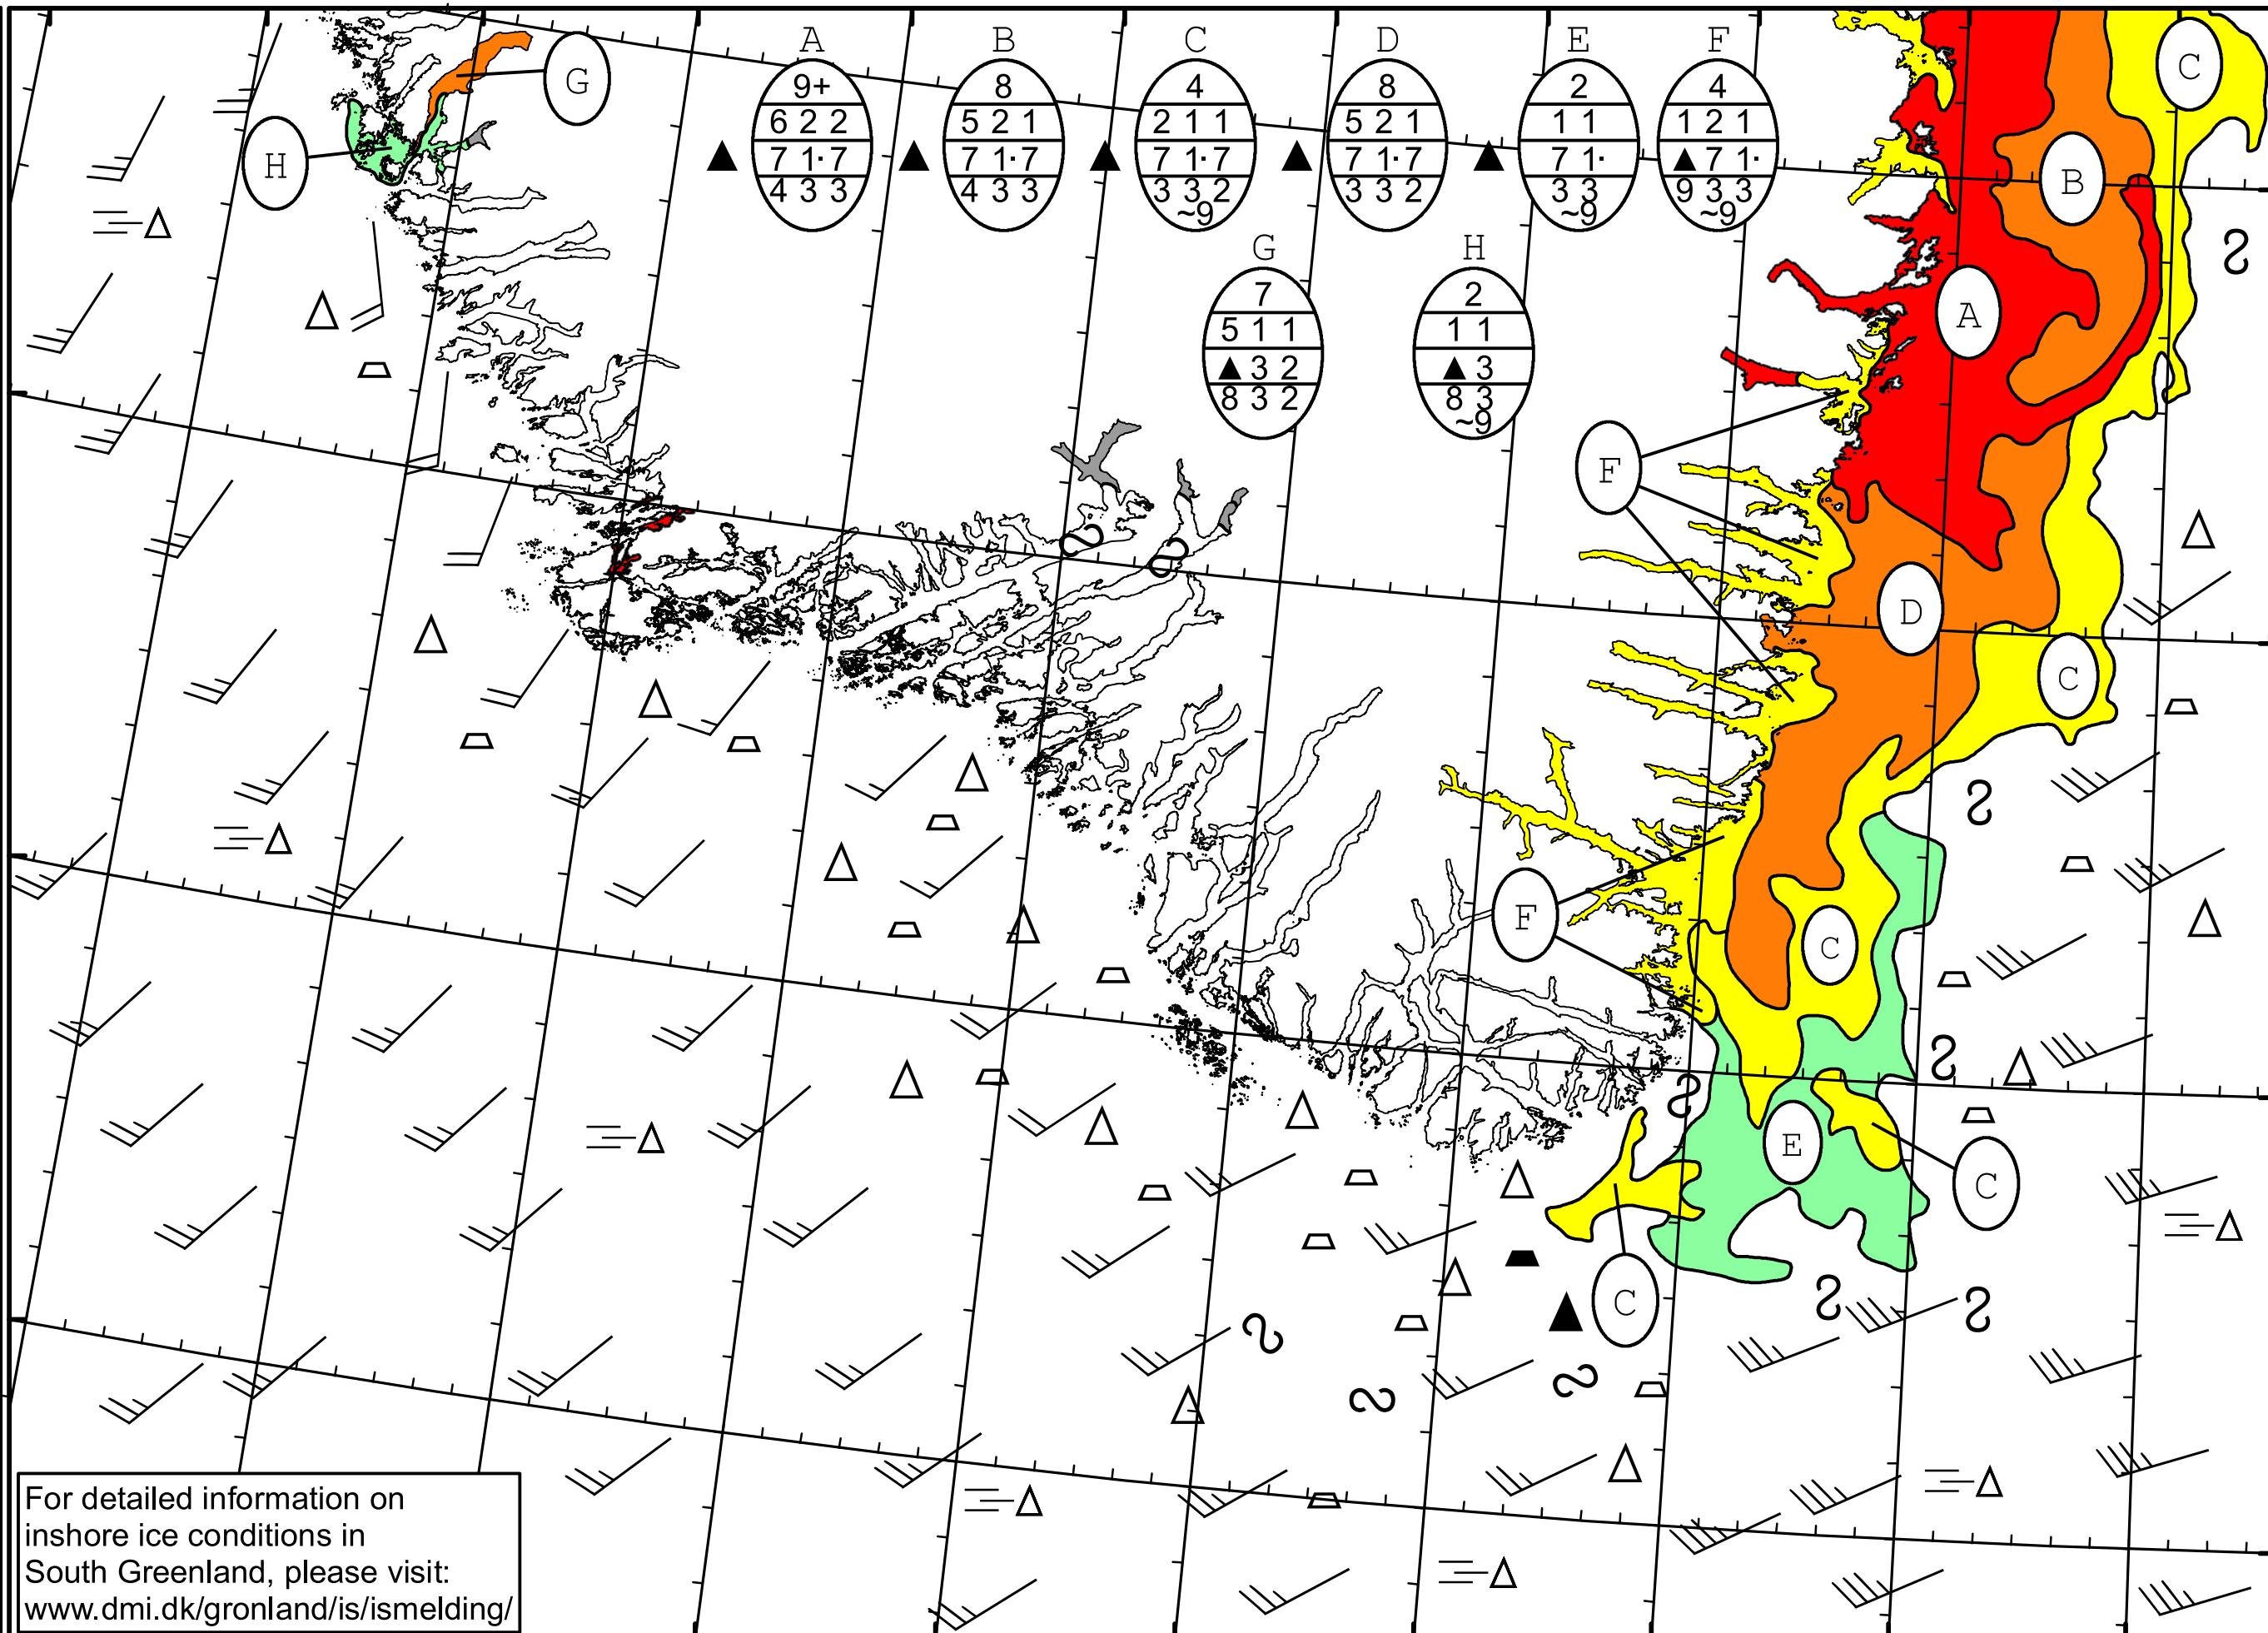 A B C D E F
9+ 8 4 8 2 4
6 2 2 5 2 1 2 1 1 5 2 1 1 1 1 2 1
▲ 7 1·7 ▲ 7 1·7 ▲ 7 1·7 ▲ 7 1·7 ▲ 7 1· ▲ 7 1·
4 3 3 4 3 3 3 3 2 3 3 2 3 3 9 3 3
~9 ~9 ~9
G H
7 2
5 1 1 1 1
▲ 3 2 ▲ 3
8 3 2 8 3
~9
C
G
H
B
A
F
D
C
F
C
E
C
C
For detailed information on
inshore ice conditions in
South Greenland, please visit:
www.dmi.dk/gronland/is/ismelding/